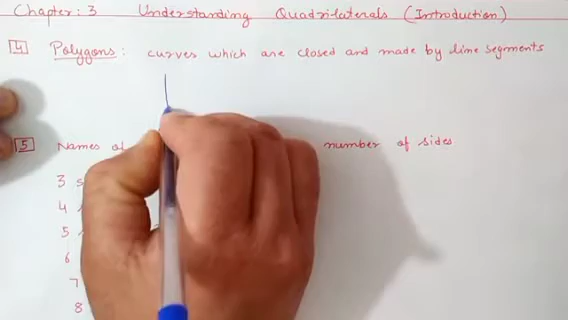 Chapter: 3 Understanding Quadrilaterals (Introduction)
4 Polygons: curves which are closed and made by line segments
5 Names of number of sides
3 s
4
5
6
7
8